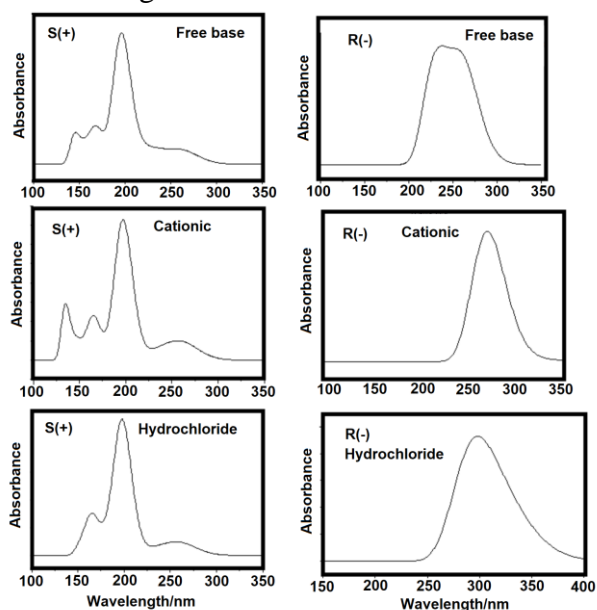 S(+) Free base
Absorbance
100 150 200 250 300 350
R(-) Free base
Absorbance
100 150 200 250 300 350
S(+) Cationic
Absorbance
100 150 200 250 300 350
R(-) Cationic
Absorbance
100 150 200 250 300 350
S(+) Hydrochloride
Absorbance
100 150 200 250 300 350
Wavelength/nm
R(-)
Hydrochloride
Absorbance
150 200 250 300 350 400
Wavelength/nm